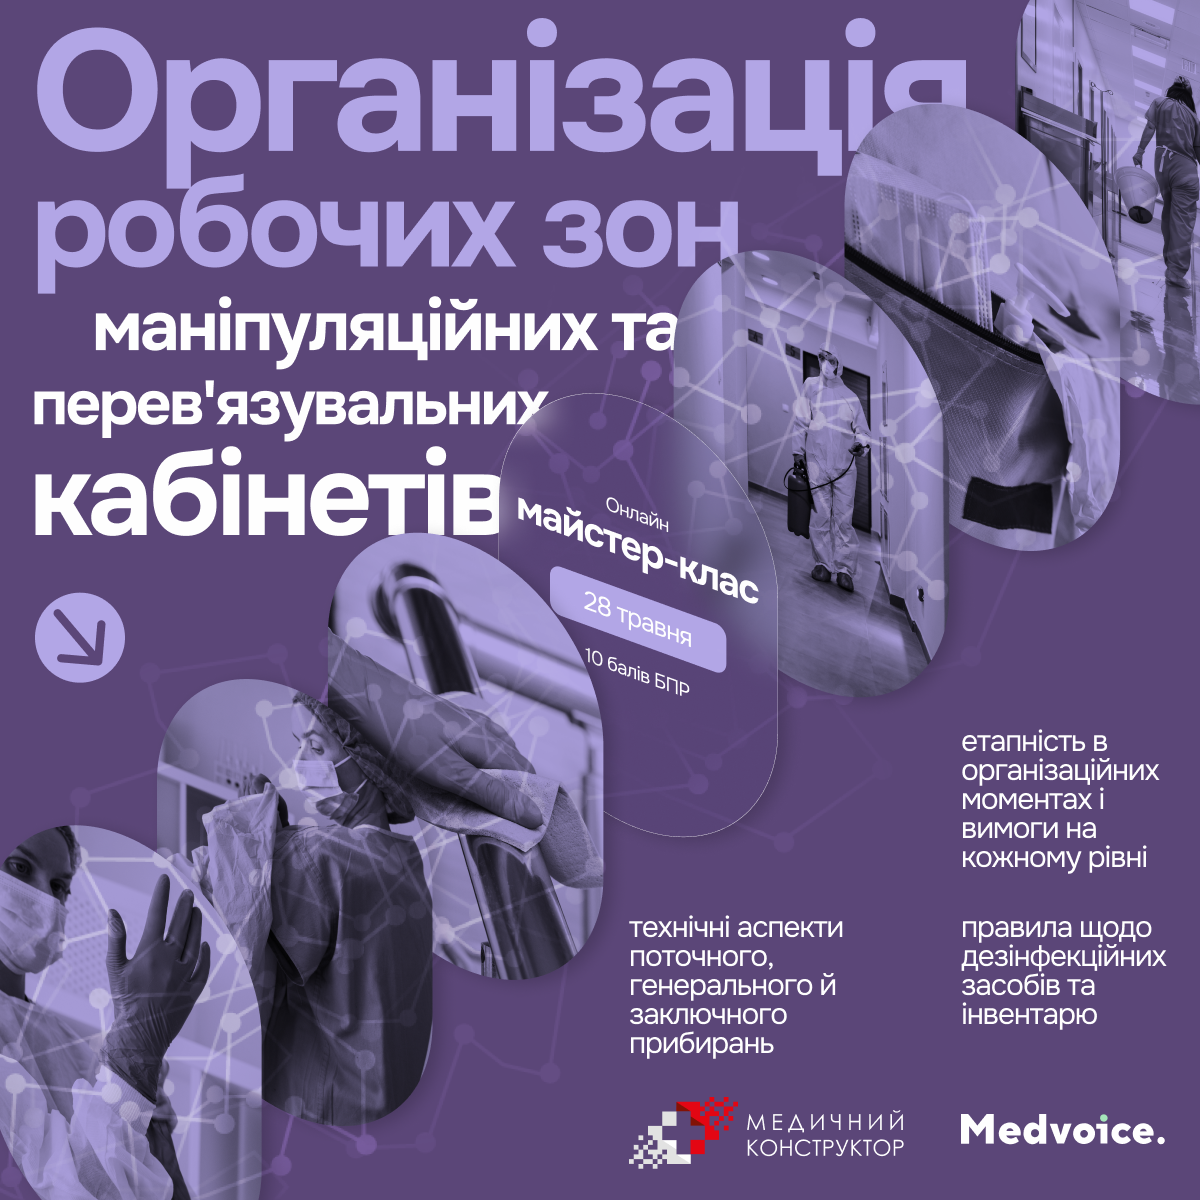 Організація
робочих зон
маніпуляційних та
перев'язувальних
кабінетів
Онлайн
майстер-клас
28 травня
10 балів БПР
етапність в
організаційних
моментах і
вимоги на
кожному рівні
технічні аспекти
поточного,
генерального й
заключного
прибирань
правила щодо
дезінфекційних
засобів та
інвентарю
МЕДИЧНИЙ
КОНСТРУКТОР
Medvoice.